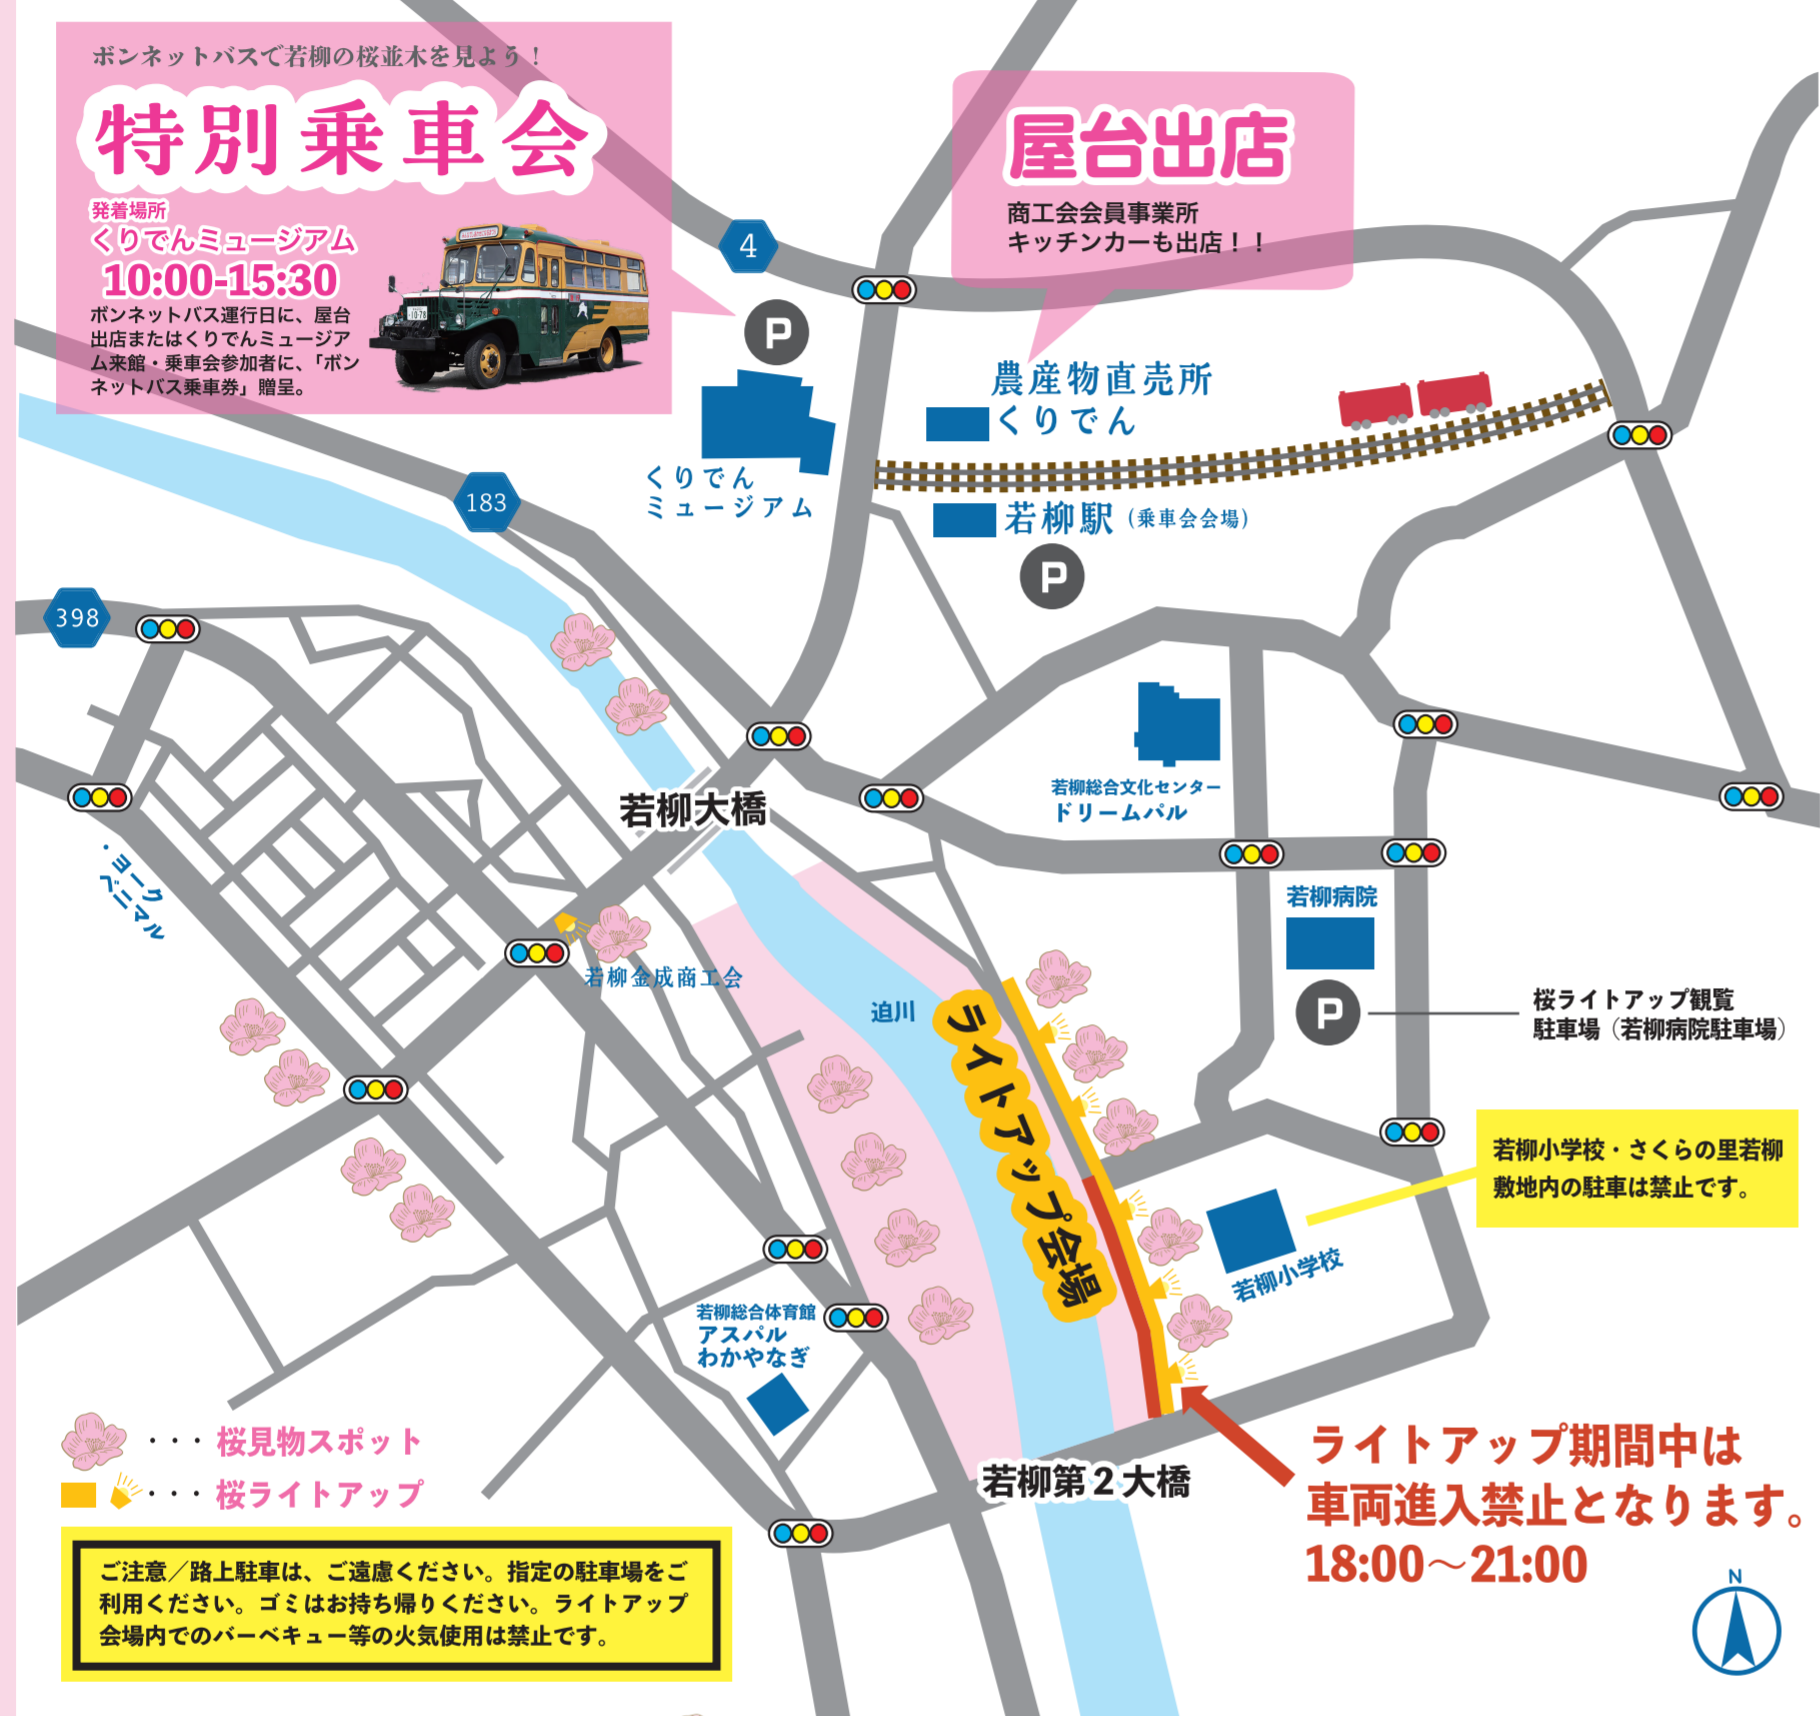 ボンネットバスで若柳の桜並木を見よう！
特別乗車会
発着場所
くりでんミュージアム
10:00-15:30
ボンネットバス運行日に、屋台
出店またはくりでんミュージア
ム来館・乗車会参加者に、「ボン
ネットバス乗車券」贈呈。
屋台出店
商工会会員事業所
キッチンカーも出店！！
4
P
農産物直売所
くりでん
くりでん
ミュージアム
183
若柳駅（乗車会会場）
P
398
若柳大橋
若柳総合文化センター
ドリームパル
・ヨーク
ベニマル
若柳病院
P
桜ライトアップ観覧
駐車場（若柳病院駐車場）
若柳金成商工会
迫川
ライトアップ会場
若柳小学校・さくらの里若柳
敷地内の駐車は禁止です。
若柳小学校
若柳総合体育館
アスパル
わかやなぎ
・・・桜見物スポット
・・・桜ライトアップ
若柳第２大橋
ライトアップ期間中は
車両進入禁止となります。
18:00〜21:00
ご注意／路上駐車は、ご遠慮ください。指定の駐車場をご
利用ください。ゴミはお持ち帰りください。ライトアップ
会場内でのバーベキュー等の火気使用は禁止です。
N